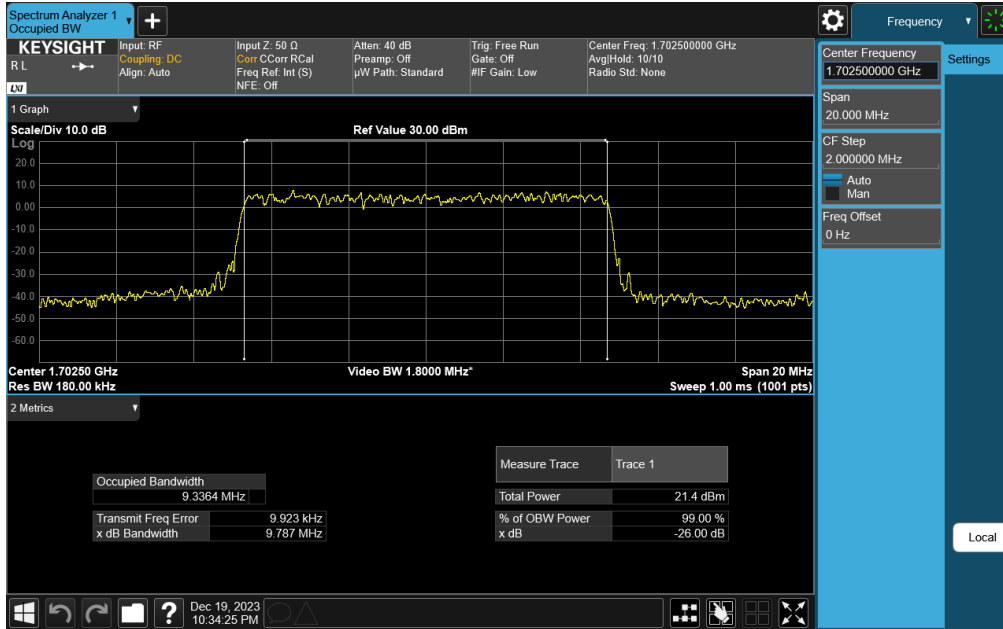 Spectrum Analyzer 1
Occupied BW
Frequency
KEYSIGHT
R L
LXI
Input: RF
Coupling: DC
Align: Auto
Input Z: 50 Ω
Corr CCorr RCal
Freq Ref: Int (S)
NFE: Off
Atten: 40 dB
Preamp: Off
µW Path: Standard
Trig: Free Run
Gate: Off
#IF Gain: Low
Center Freq: 1.702500000 GHz
Avg|Hold: 10/10
Radio Std: None
Center Frequency
1.702500000 GHz
Settings
Span
20.000 MHz
CF Step
2.000000 MHz
Auto
Man
Freq Offset
0 Hz
Local
1 Graph
Scale/Div 10.0 dB
Ref Value 30.00 dBm
Log
20.0
10.0
0.00
-10.0
-20.0
-30.0
-40.0
-50.0
-60.0
Center 1.70250 GHz
Video BW 1.8000 MHz*
Span 20 MHz
Res BW 180.00 kHz
Sweep 1.00 ms (1001 pts)
2 Metrics
Occupied Bandwidth
9.3364 MHz
Transmit Freq Error 9.923 kHz
x dB Bandwidth 9.787 MHz
Measure Trace Trace 1
Total Power 21.4 dBm
% of OBW Power 99.00 %
x dB -26.00 dB
?
Dec 19, 2023
10:34:25 PM